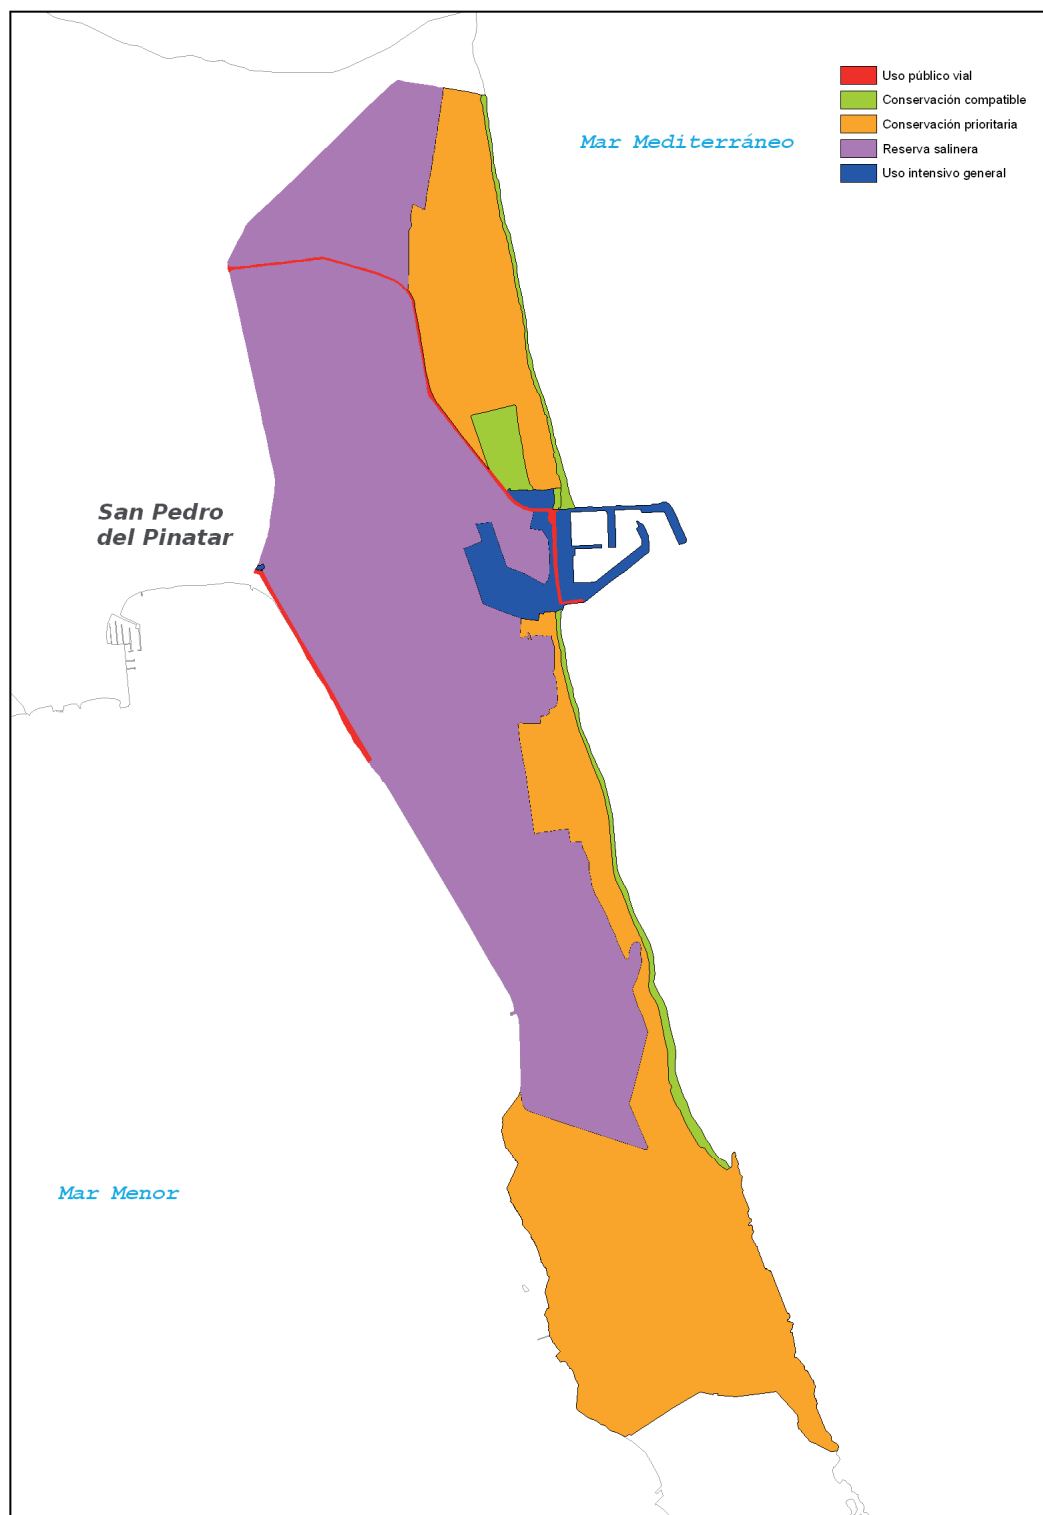 Uso público vial
Conservación compatible
Conservación prioritaria
Reserva salinera
Uso intensivo general
Mar Mediterráneo
San Pedro
del Pinatar
Mar Menor